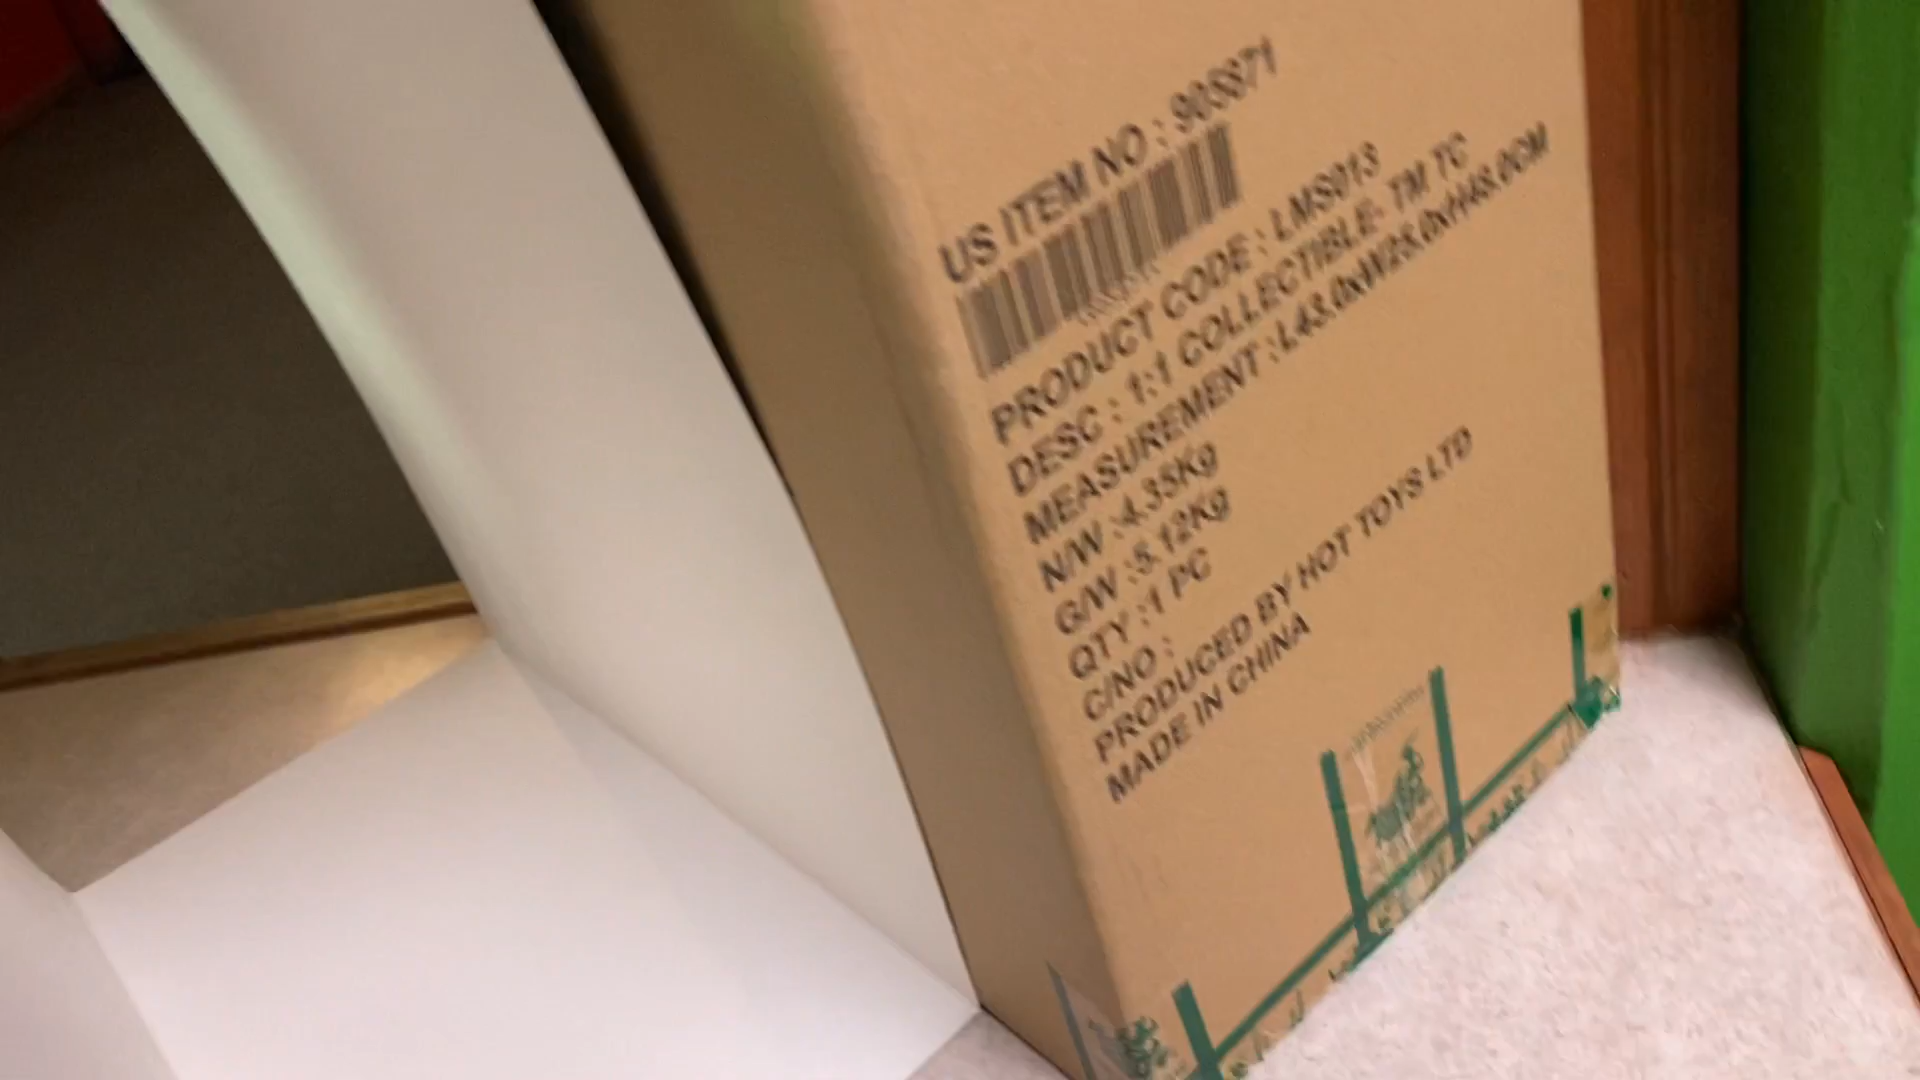 US ITEM NO : 905871
PRODUCT CODE : LMS013
DESC : 1:1 COLLECTIBLE- TM TC
MEASUREMENT : L43.0xW25.0xH48.0CM
N/W :4.35Kg
G/W :5.12Kg
QTY :1 PC
C/NO :
PRODUCED BY HOT TOYS LTD
MADE IN CHINA